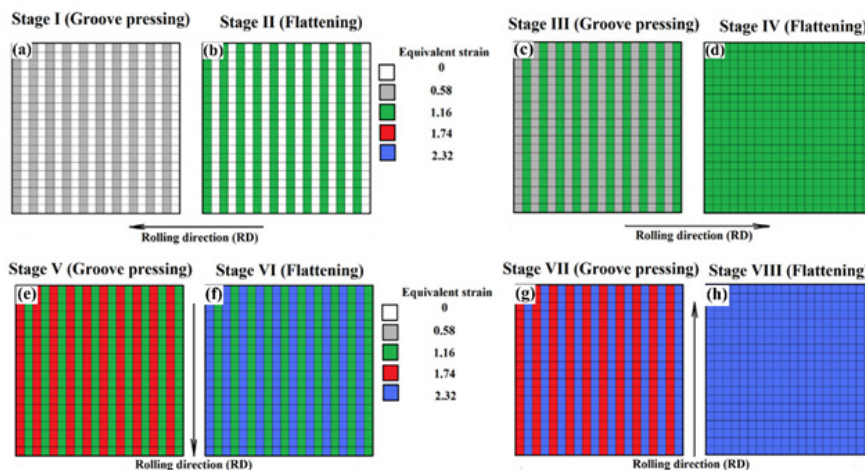 Stage I (Groove pressing)
Stage II (Flattening)
(a)
(b)
Equivalent strain
0
0.58
1.16
1.74
2.32
Rolling direction (RD)
Stage III (Groove pressing)
Stage IV (Flattening)
(c)
(d)
Rolling direction (RD)
Stage V (Groove pressing)
Stage VI (Flattening)
(e)
(f)
Equivalent strain
0
0.58
1.16
1.74
2.32
Rolling direction (RD)
Stage VII (Groove pressing)
Stage VIII (Flattening)
(g)
(h)
Rolling direction (RD)